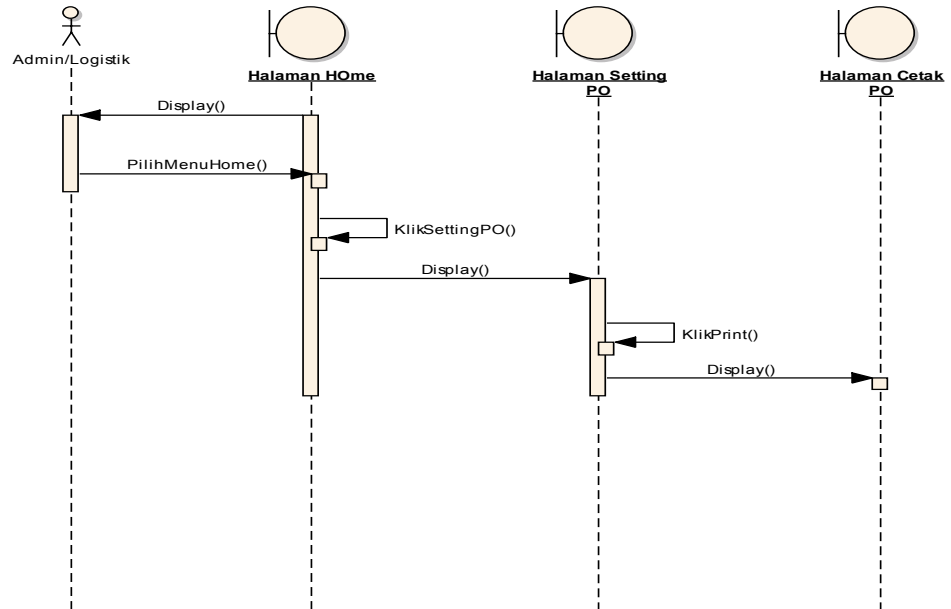 Admin/Logistik
Halaman HOme
Halaman Setting
PO
Halaman Cetak
PO
Display()
PilihMenuHome()
KlikSettingPO()
Display()
KlikPrint()
Display()